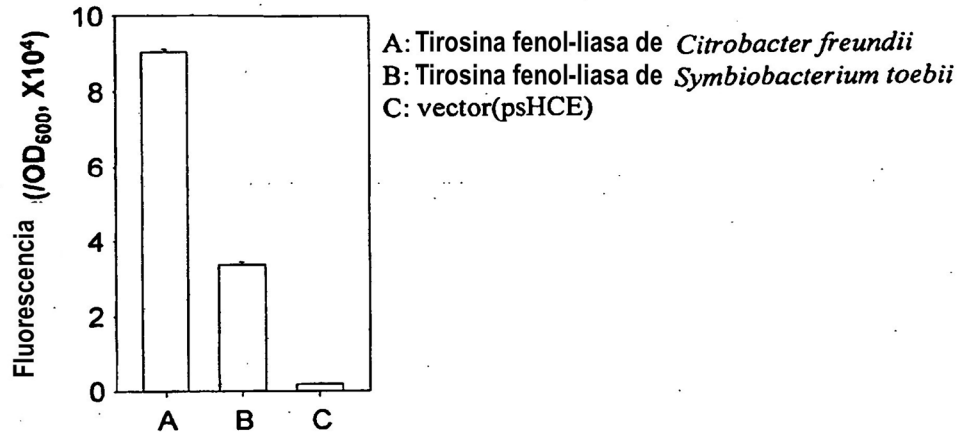 10
8
6
4
2
0
Fluorescencia (/OD600, X10⁴)
A
B
C
A: Tirosina fenol-liasa de Citrobacter freundii
B: Tirosina fenol-liasa de Symbiobacterium toebii
C: vector(psHCE)